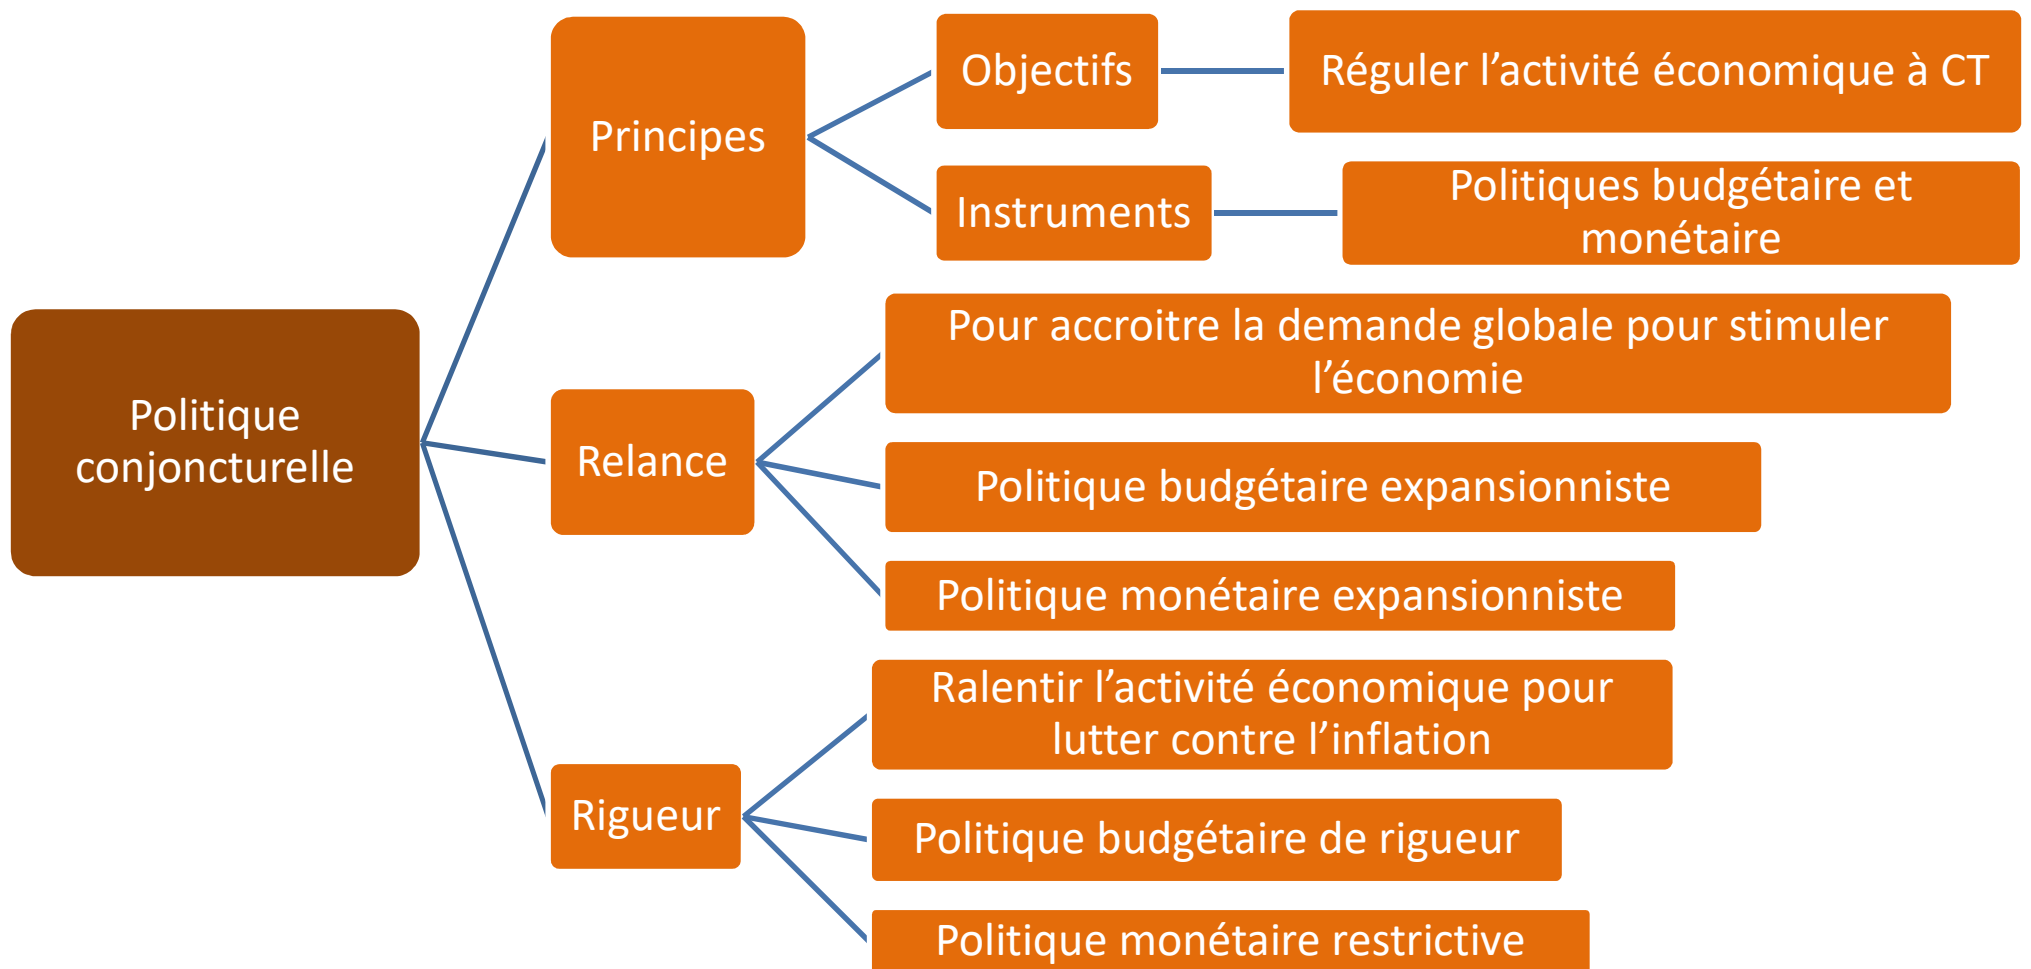 Politique
conjoncturelle
Principes
Objectifs
Réguler l’activité économique à CT
Instruments
Politiques budgétaire et
monétaire
Relance
Pour accroitre la demande globale pour stimuler
l’économie
Politique budgétaire expansionniste
Politique monétaire expansionniste
Rigueur
Ralentir l’activité économique pour
lutter contre l’inflation
Politique budgétaire de rigueur
Politique monétaire restrictive